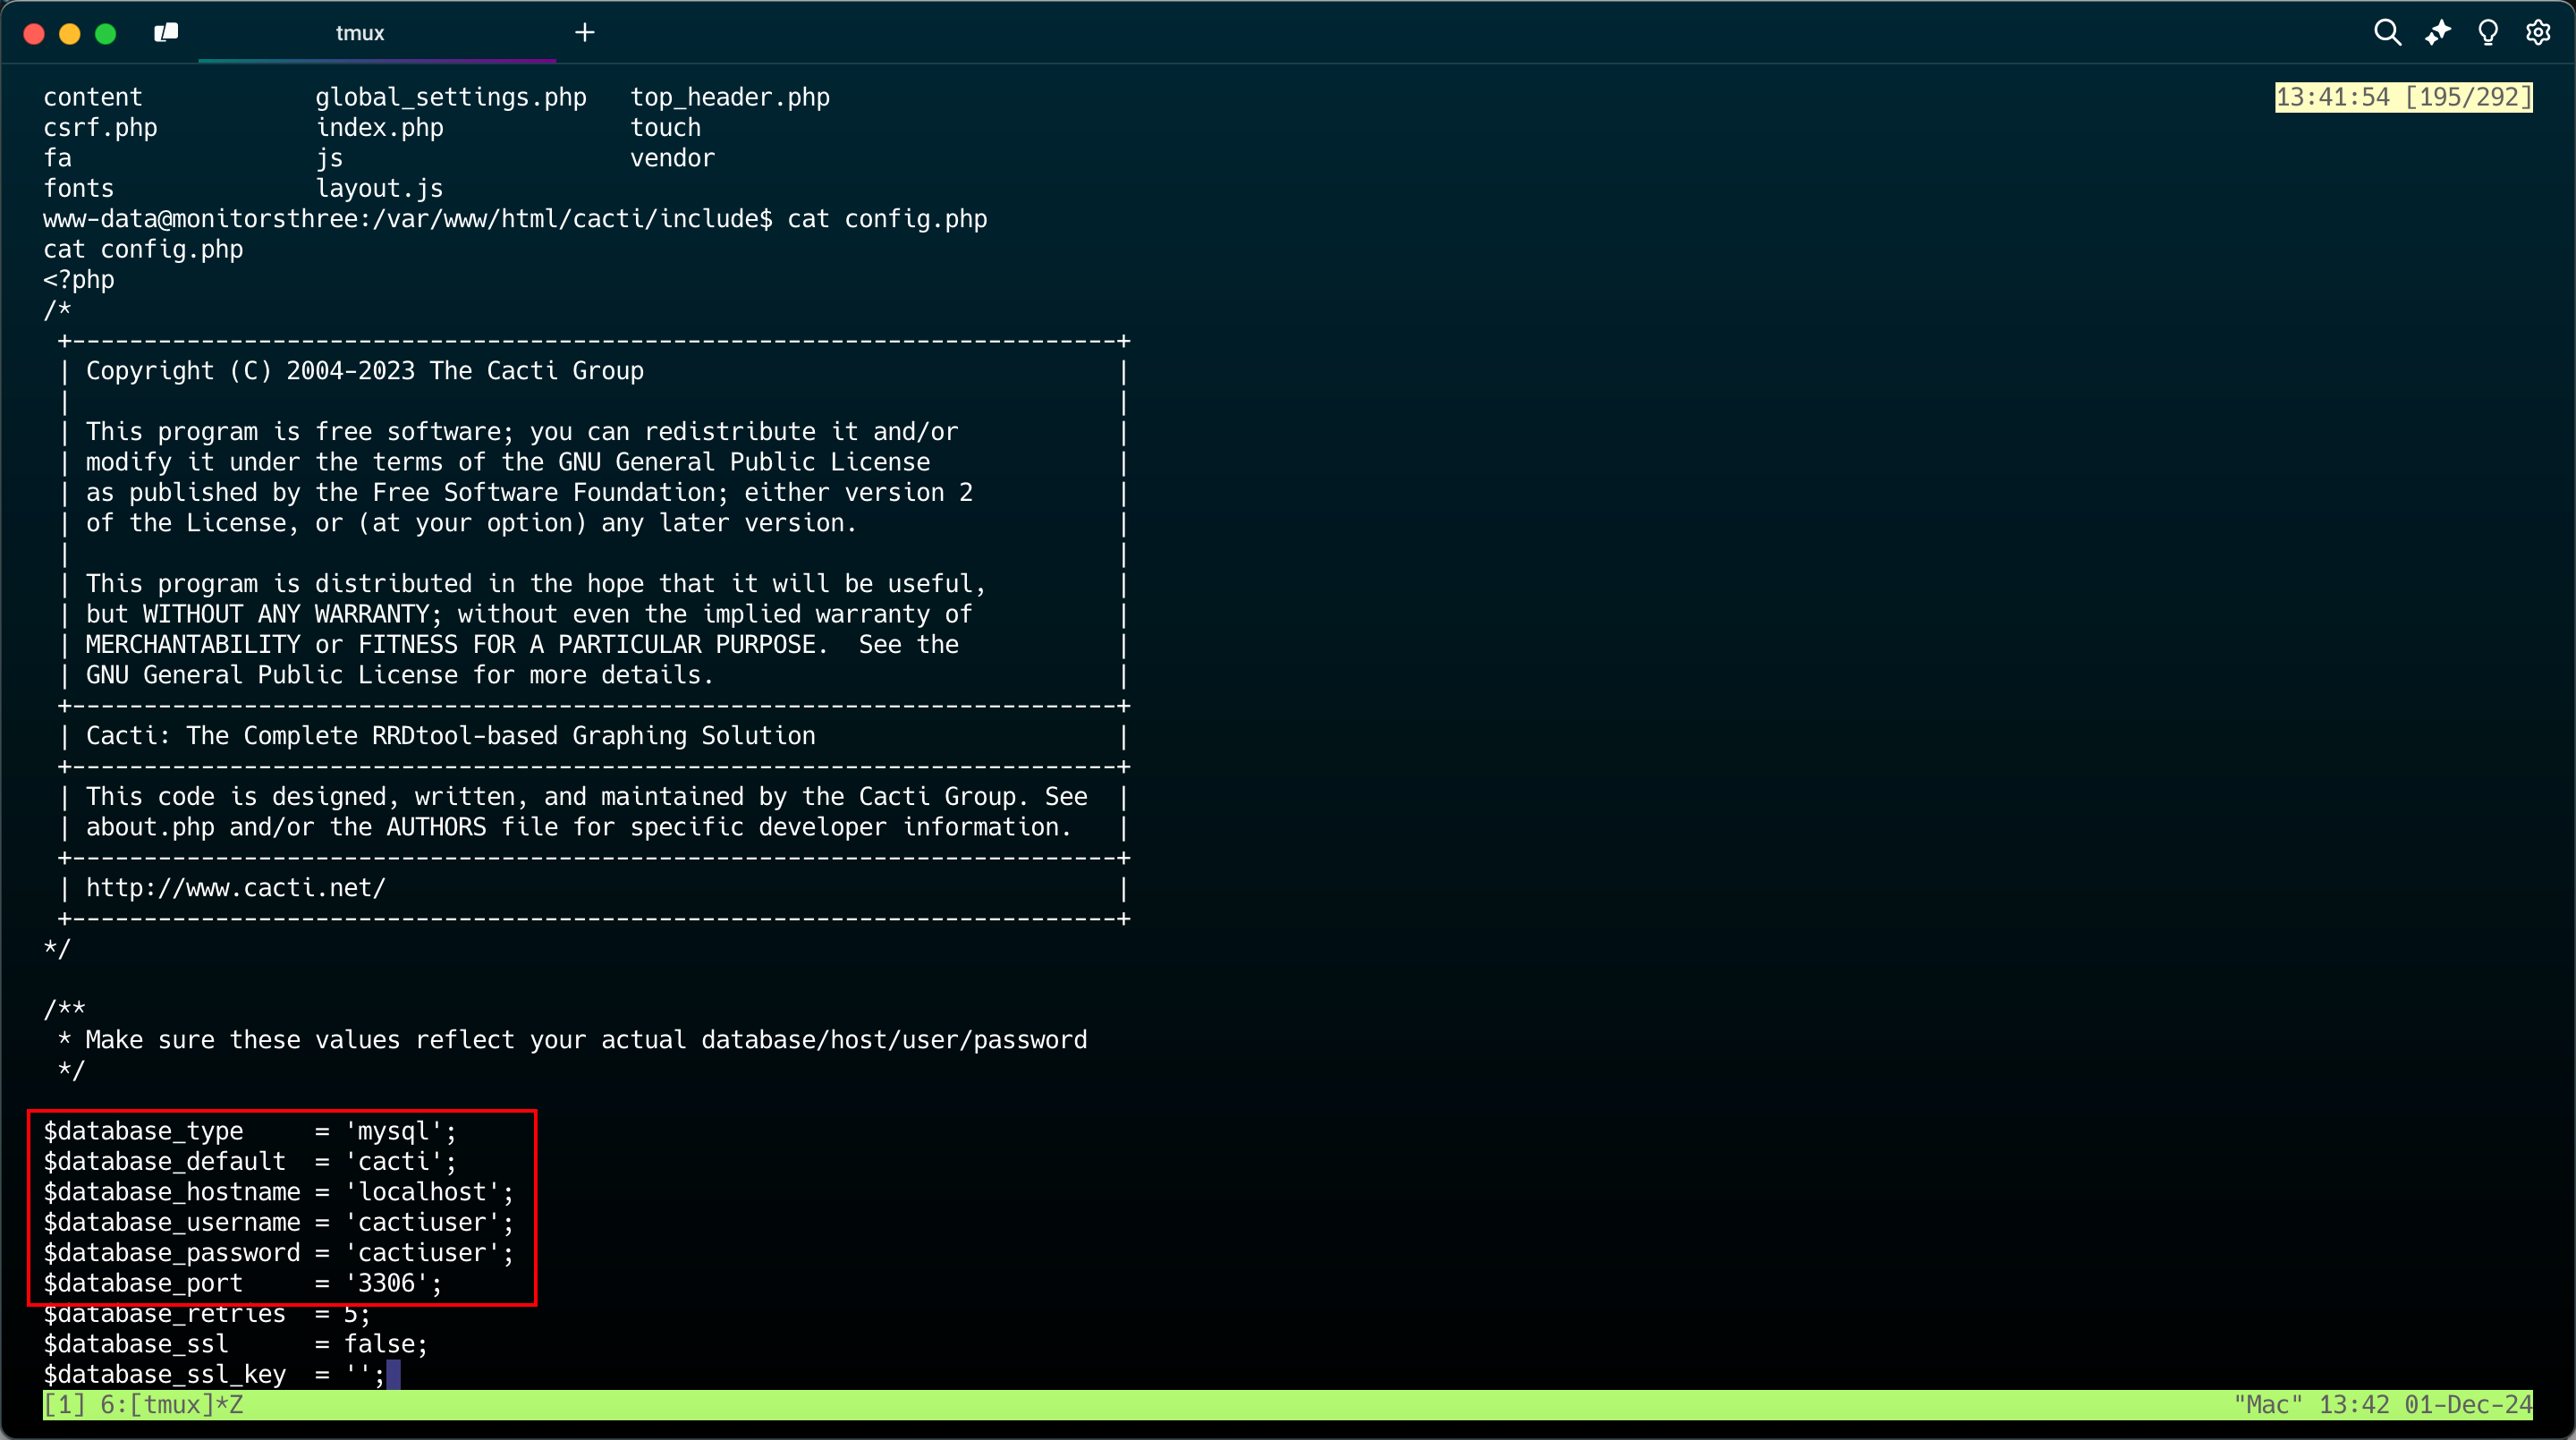 tmux
content            global_settings.php   top_header.php
13:41:54 [195/292]
csrf.php           index.php             touch
fa                 js                    vendor
fonts              layout.js
www-data@monitorsthree:/var/www/html/cacti/include$ cat config.php
cat config.php
<?php
/*
 +-------------------------------------------------------------------------+
 | Copyright (C) 2004-2023 The Cacti Group                                 |
 |                                                                         |
 | This program is free software; you can redistribute it and/or           |
 | modify it under the terms of the GNU General Public License             |
 | as published by the Free Software Foundation; either version 2          |
 | of the License, or (at your option) any later version.                  |
 |                                                                         |
 | This program is distributed in the hope that it will be useful,         |
 | but WITHOUT ANY WARRANTY; without even the implied warranty of          |
 | MERCHANTABILITY or FITNESS FOR A PARTICULAR PURPOSE.  See the           |
 | GNU General Public License for more details.                            |
 +-------------------------------------------------------------------------+
 | Cacti: The Complete RRDtool-based Graphing Solution                     |
 +-------------------------------------------------------------------------+
 | This code is designed, written, and maintained by the Cacti Group. See  |
 | about.php and/or the AUTHORS file for specific developer information.   |
 +-------------------------------------------------------------------------+
 | http://www.cacti.net/                                                   |
 +-------------------------------------------------------------------------+
*/
/**
 * Make sure these values reflect your actual database/host/user/password
 */
$database_type     = 'mysql';
$database_default  = 'cacti';
$database_hostname = 'localhost';
$database_username = 'cactiuser';
$database_password = 'cactiuser';
$database_port     = '3306';
$database_retries  = 5;
$database_ssl      = false;
$database_ssl_key  = '';
[1] 6:[tmux]*Z
"Mac" 13:42 01-Dec-24